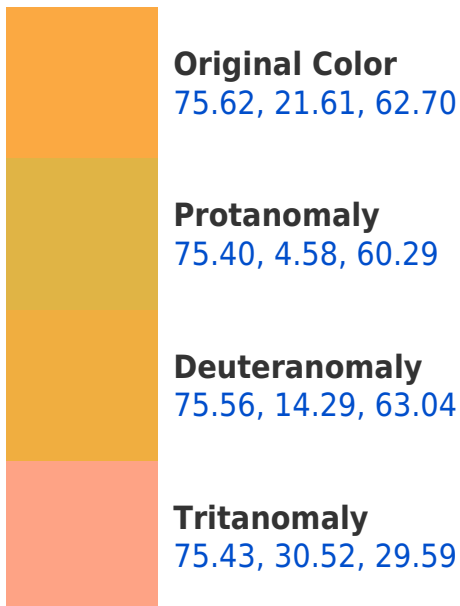 Original Color
75.62, 21.61, 62.70
Protanomaly
75.40, 4.58, 60.29
Deuteranomaly
75.56, 14.29, 63.04
Tritanomaly
75.43, 30.52, 29.59